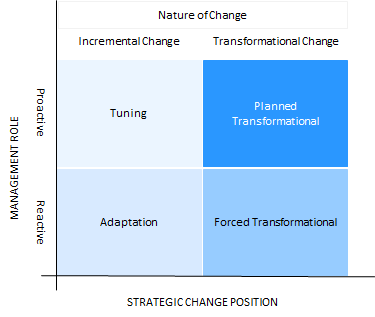 Nature of Change
Incremental Change
Transformational Change
MANAGEMENT ROLE
Proactive
Tuning
Planned
Transformational
Reactive
Adaptation
Forced Transformational
STRATEGIC CHANGE POSITION